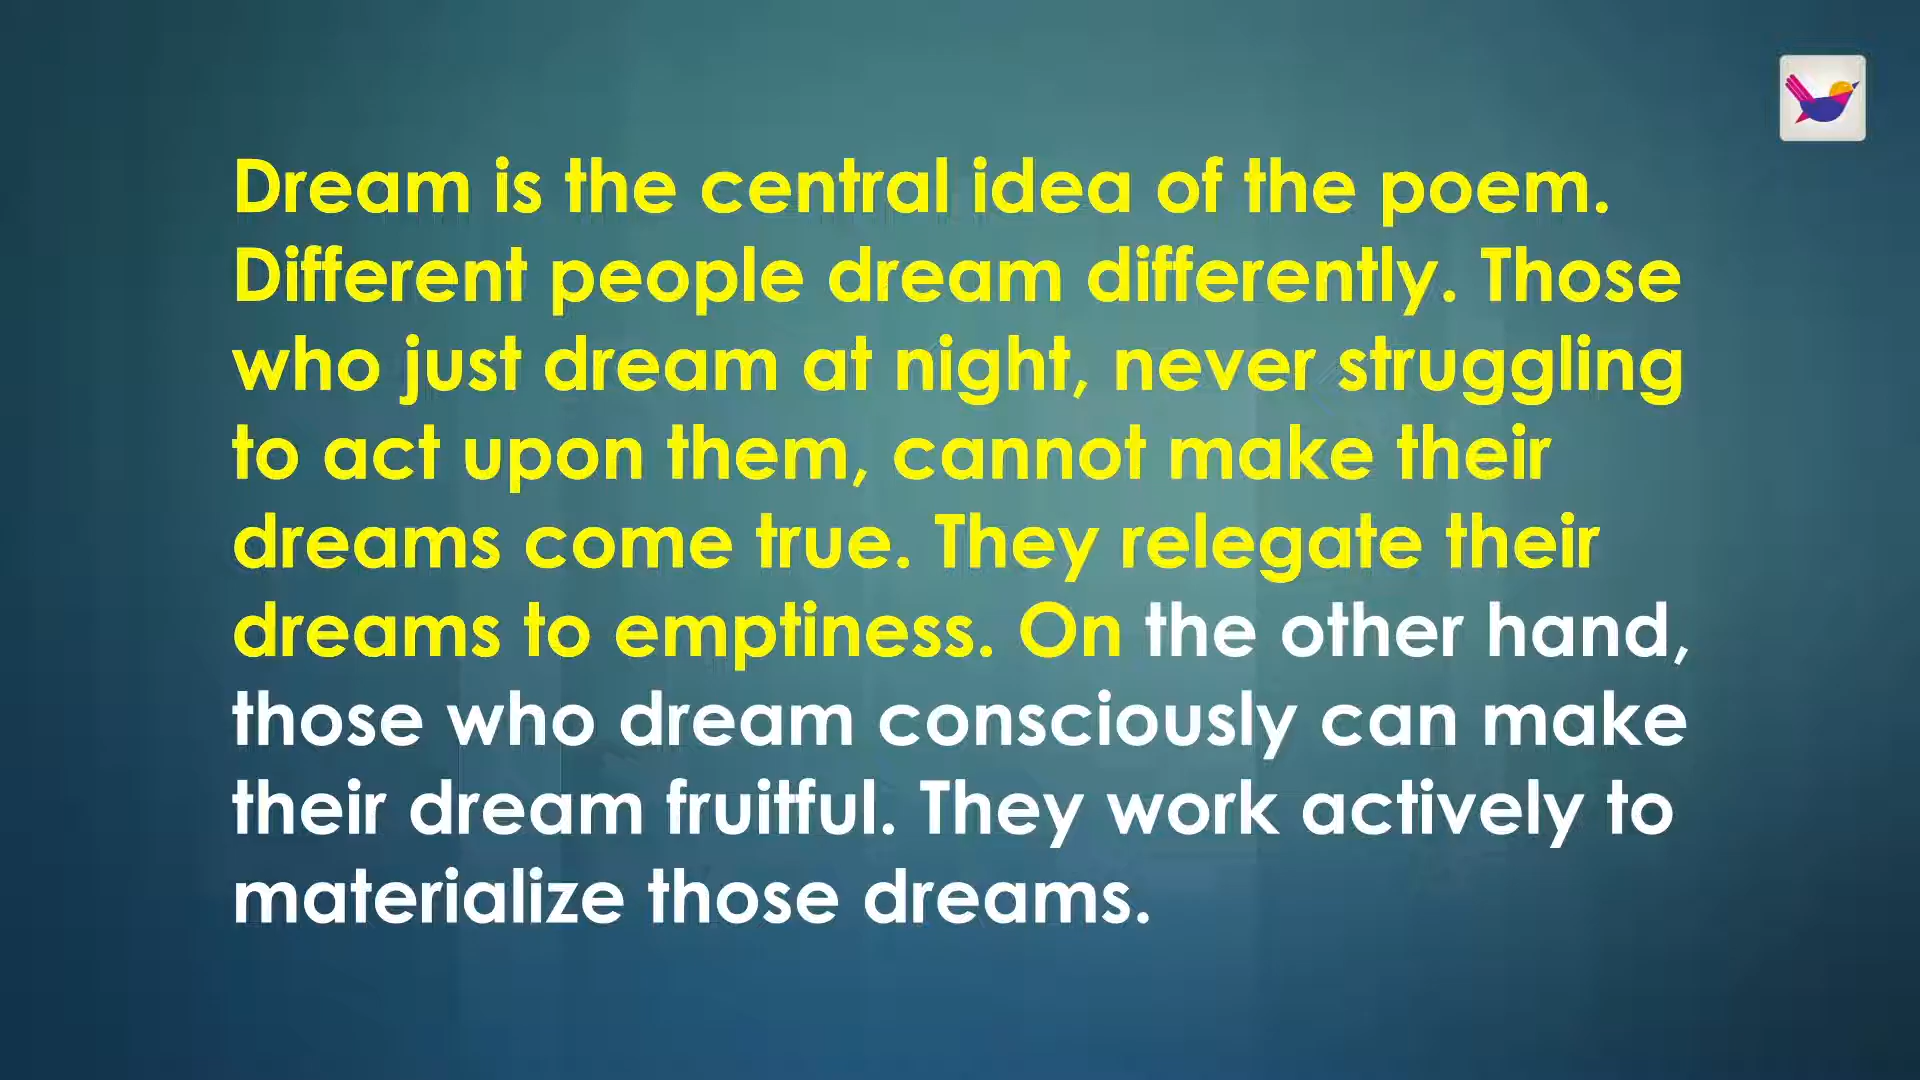 Dream is the central idea of the poem.
Different people dream differently. Those
who just dream at night, never struggling
to act upon them, cannot make their
dreams come true. They relegate their
dreams to emptiness. On the other hand,
those who dream consciously can make
their dream fruitful. They work actively to
materialize those dreams.